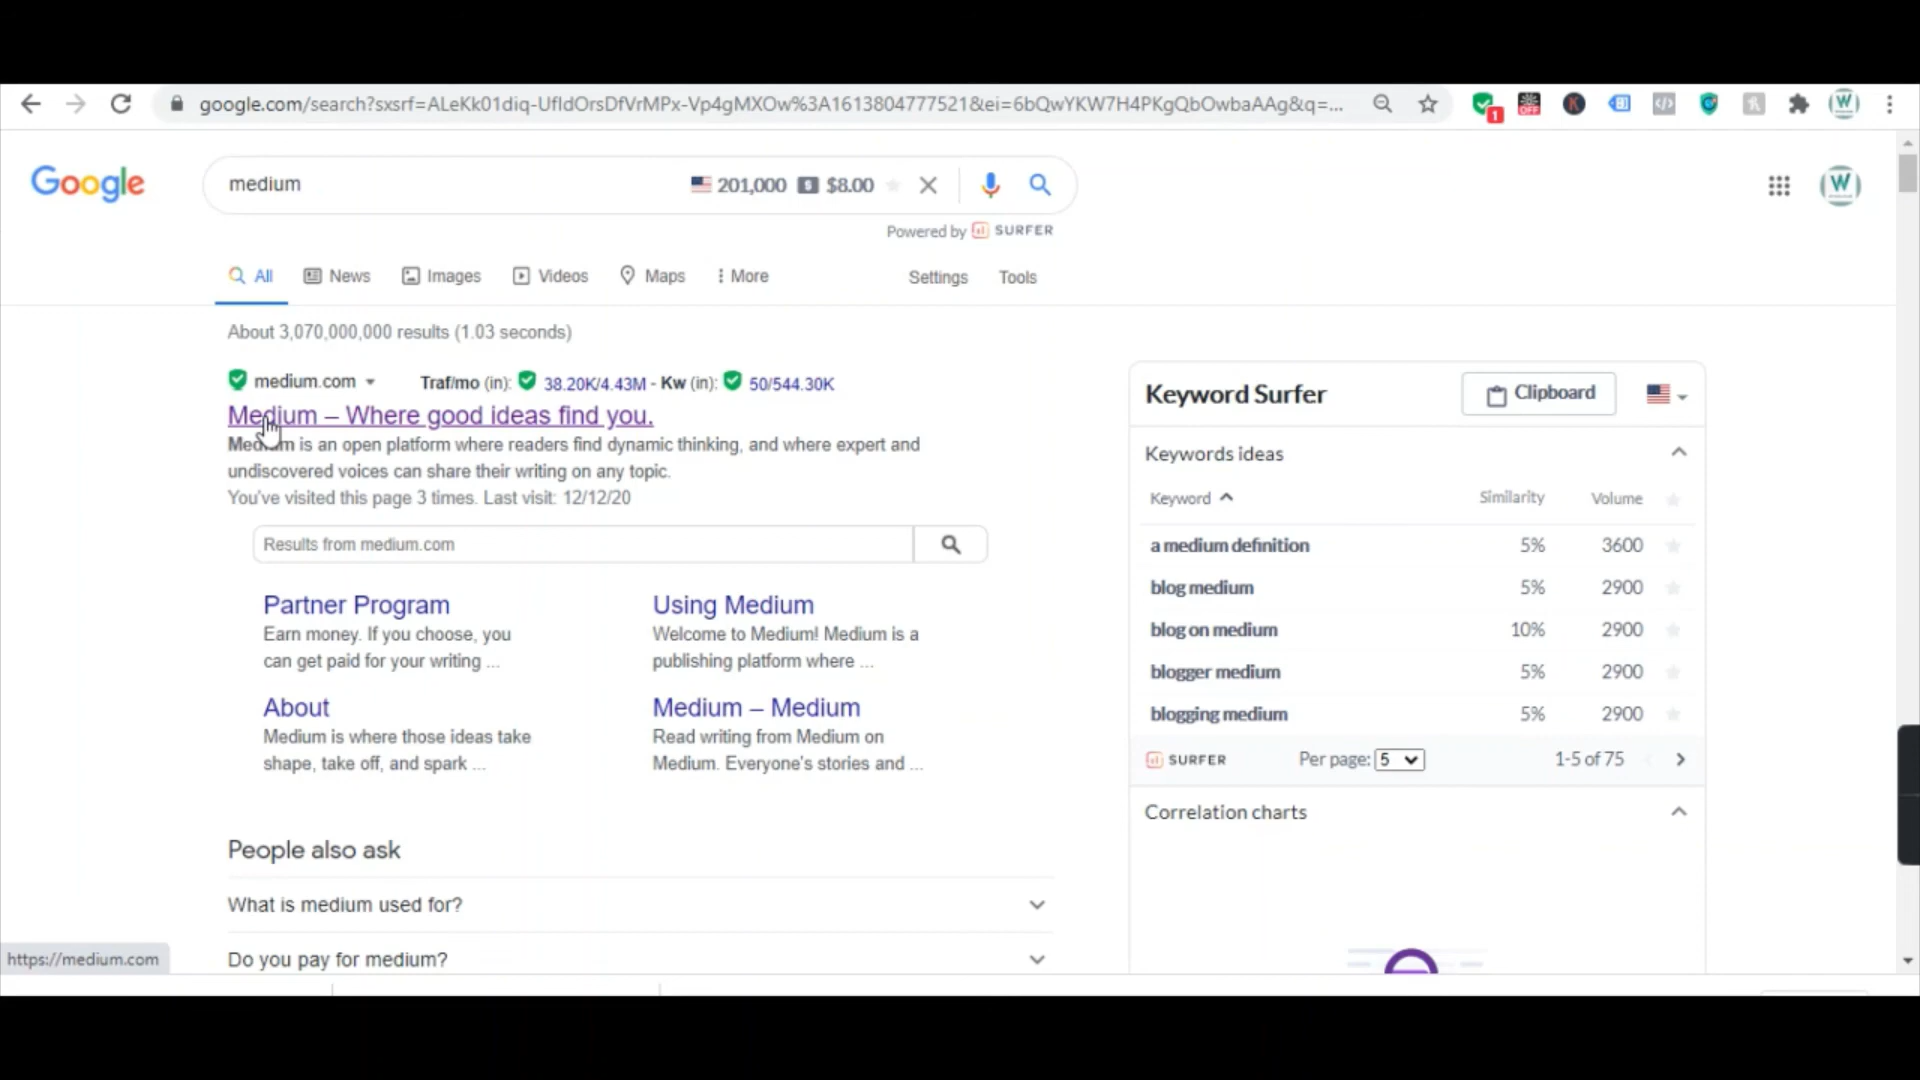 google.com/search?sxsrf=ALeKk01diq-UfldOrsDfVrMPx-Vp4gMXOw%3A1613804777521&ei=6bQwYKW7H4PKgQbOwbaAAg&q=...
1
OFF
K
W
Google
medium
201,000 $8.00
W
Powered by SURFER
All News Images Videos Maps More Settings Tools
About 3,070,000,000 results (1.03 seconds)
medium.com Traf/mo (in): 38.20K/4.43M - Kw (in): 50/544.30K
Medium – Where good ideas find you.
Medium is an open platform where readers find dynamic thinking, and where expert and
undiscovered voices can share their writing on any topic.
You've visited this page 3 times. Last visit: 12/12/20
Results from medium.com
Partner Program
Earn money. If you choose, you
can get paid for your writing ...
Using Medium
Welcome to Medium! Medium is a
publishing platform where ...
About
Medium is where those ideas take
shape, take off, and spark ...
Medium – Medium
Read writing from Medium on
Medium. Everyone's stories and ...
People also ask
What is medium used for?
Do you pay for medium?
https://medium.com
Keyword Surfer Clipboard
Keywords ideas
Keyword Similarity Volume
a medium definition 5% 3600
blog medium 5% 2900
blog on medium 10% 2900
blogger medium 5% 2900
blogging medium 5% 2900
SURFER Per page: 5 1-5 of 75
Correlation charts